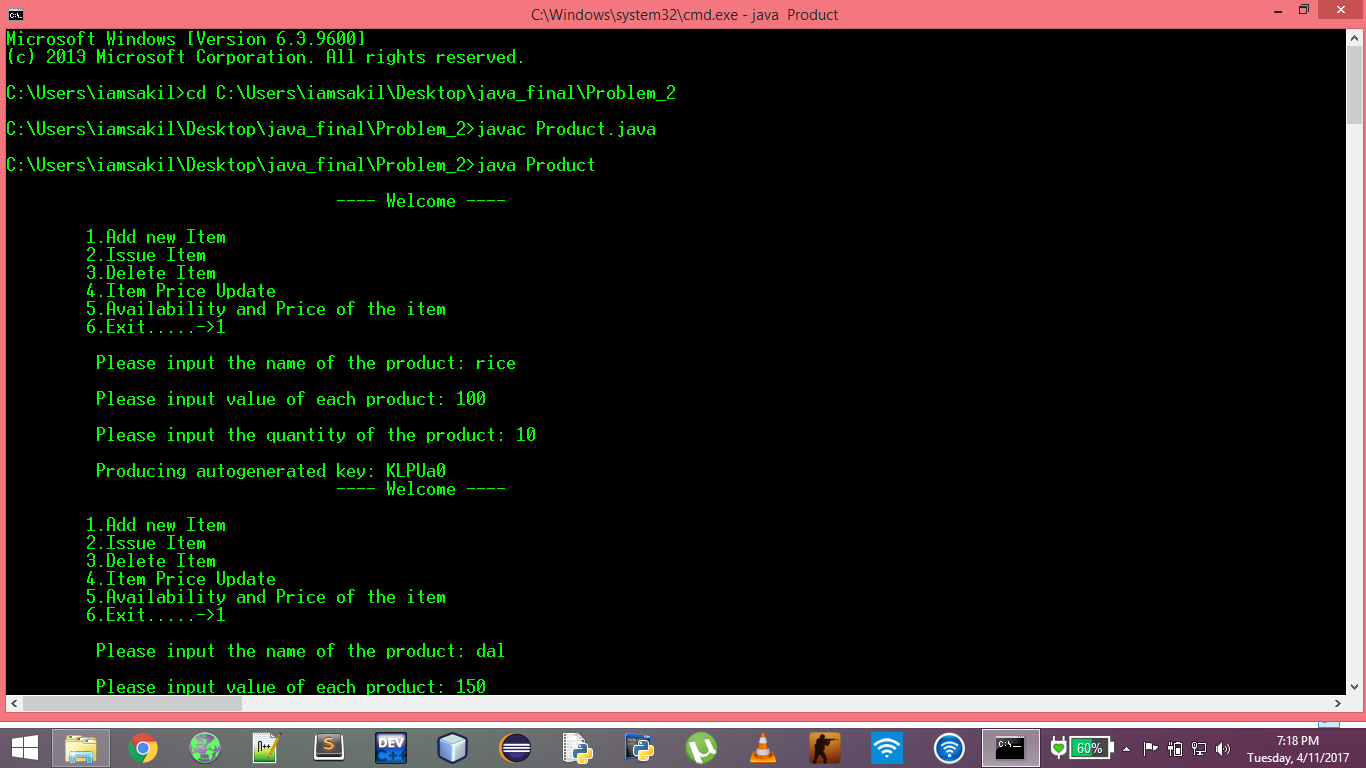 C:\Windows\system32\cmd.exe - java  Product
Microsoft Windows [Version 6.3.9600]
(c) 2013 Microsoft Corporation. All rights reserved.
C:\Users\iamsakil>cd C:\Users\iamsakil\Desktop\java_final\Problem_2
C:\Users\iamsakil\Desktop\java_final\Problem_2>javac Product.java
C:\Users\iamsakil\Desktop\java_final\Problem_2>java Product
---- Welcome ----
1.Add new Item
2.Issue Item
3.Delete Item
4.Item Price Update
5.Availability and Price of the item
6.Exit.....->1
Please input the name of the product: rice
Please input value of each product: 100
Please input the quantity of the product: 10
Producing autogenerated key: KLPUa0
---- Welcome ----
1.Add new Item
2.Issue Item
3.Delete Item
4.Item Price Update
5.Availability and Price of the item
6.Exit.....->1
Please input the name of the product: dal
Please input value of each product: 150
DEV
C++
60%
7:18 PM
Tuesday, 4/11/2017